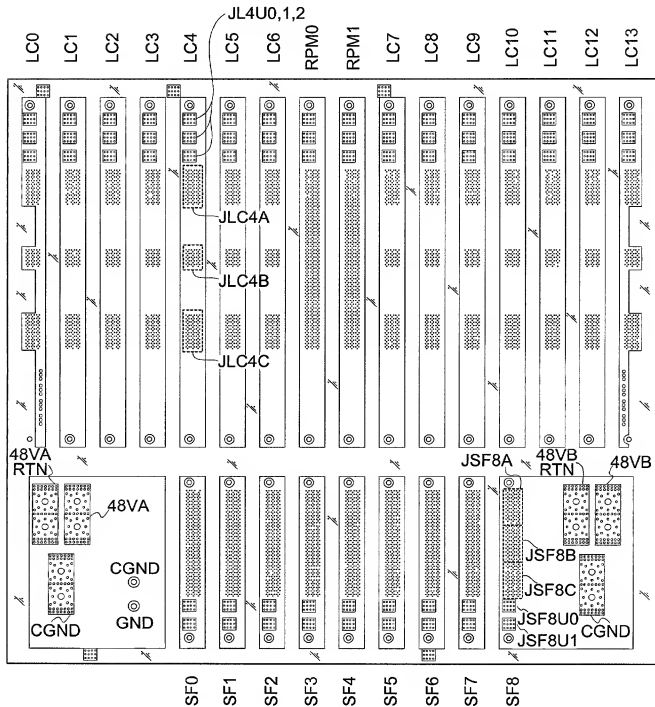 JL4U0,1,2
LC0
LC1
LC2
LC3
LC4
LC5
LC6
RPM0
RPM1
LC7
LC8
LC9
LC10
LC11
LC12
LC13
JLC4A
JLC4B
JLC4C
48VA
RTN
48VA
JSF8A
48VB
RTN
48VB
JSF8B
CGND
JSF8C
GND
JSF8U0
CGND
CGND
JSF8U1
SF0
SF1
SF2
SF3
SF4
SF5
SF6
SF7
SF8